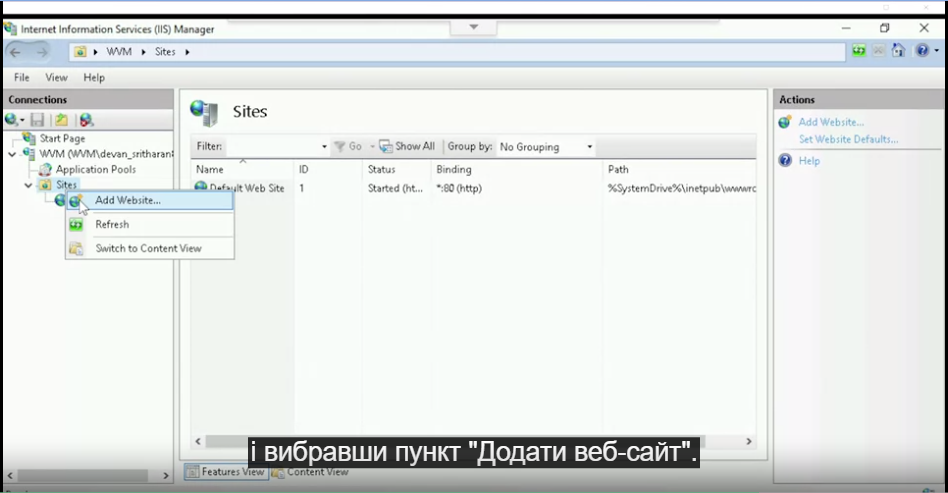 Internet Information Services (IIS) Manager
WVM Sites
File View Help
Connections
Start Page
WVM (WVM\devan_sritharan
Application Pools
Sites
Add Website...
Refresh
Switch to Content View
Sites
Filter: Go Show All Group by: No Grouping
Name ID Status Binding Path
Default Web Site 1 Started (ht... *:80 (http) %SystemDrive%\inetpub\wwwrc
Features View Content View
Actions
Add Website...
Set Website Defaults...
Help
і вибравши пункт "Додати веб-сайт".